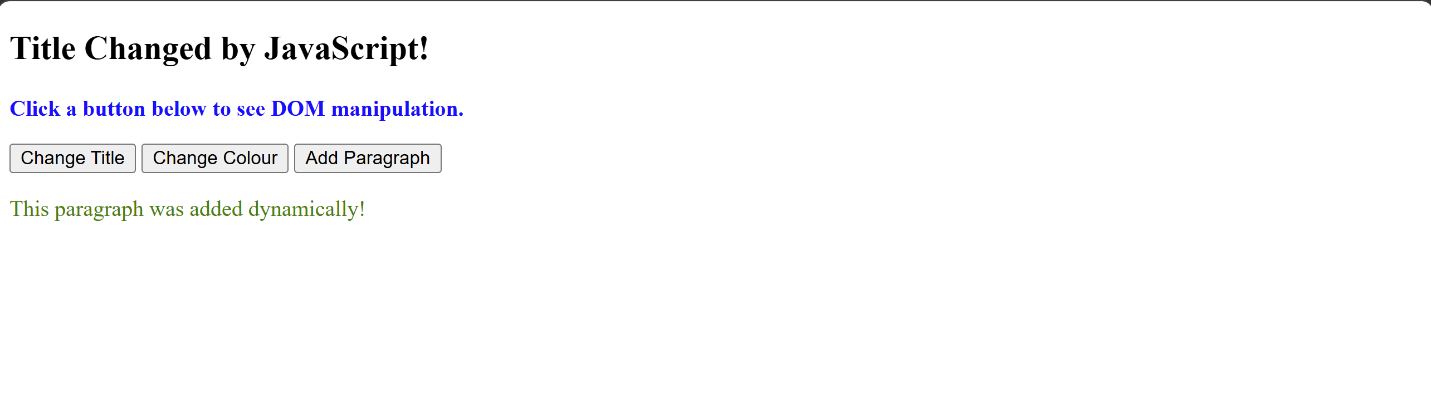 Title Changed by JavaScript!
Click a button below to see DOM manipulation.
Change Title Change Colour Add Paragraph
This paragraph was added dynamically!